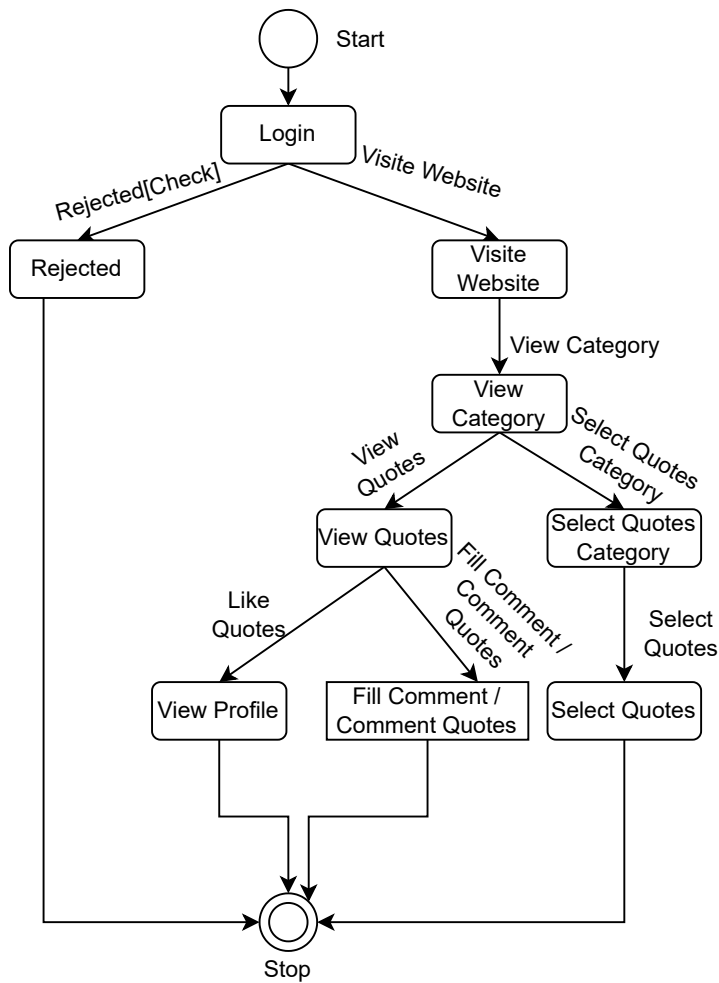 Start
Login
Rejected[Check]
Visite Website
Rejected
Visite
Website
View Category
View
Category
View
Quotes
Select Quotes
Category
View Quotes
Select Quotes
Category
Like
Quotes
Fill Comment /
Comment
Quotes
Select
Quotes
View Profile
Fill Comment /
Comment Quotes
Select Quotes
Stop